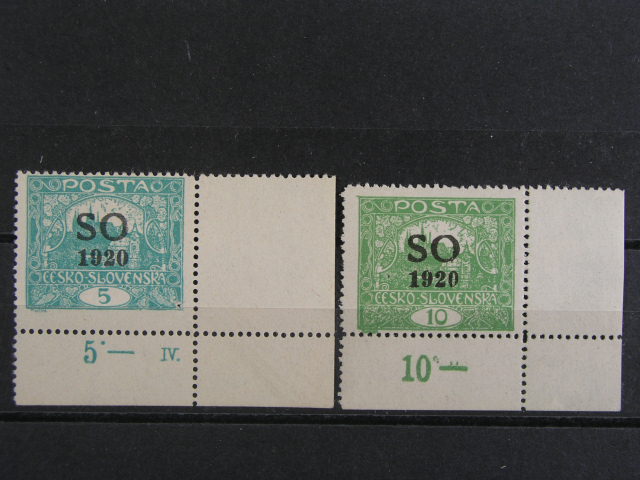 POSTA
SO
1920
ČESKO-SLOVENSKÁ
5
5·— IV.
POSTA
SO
1920
ČESKO-SLOVENSKÁ
10
10·—